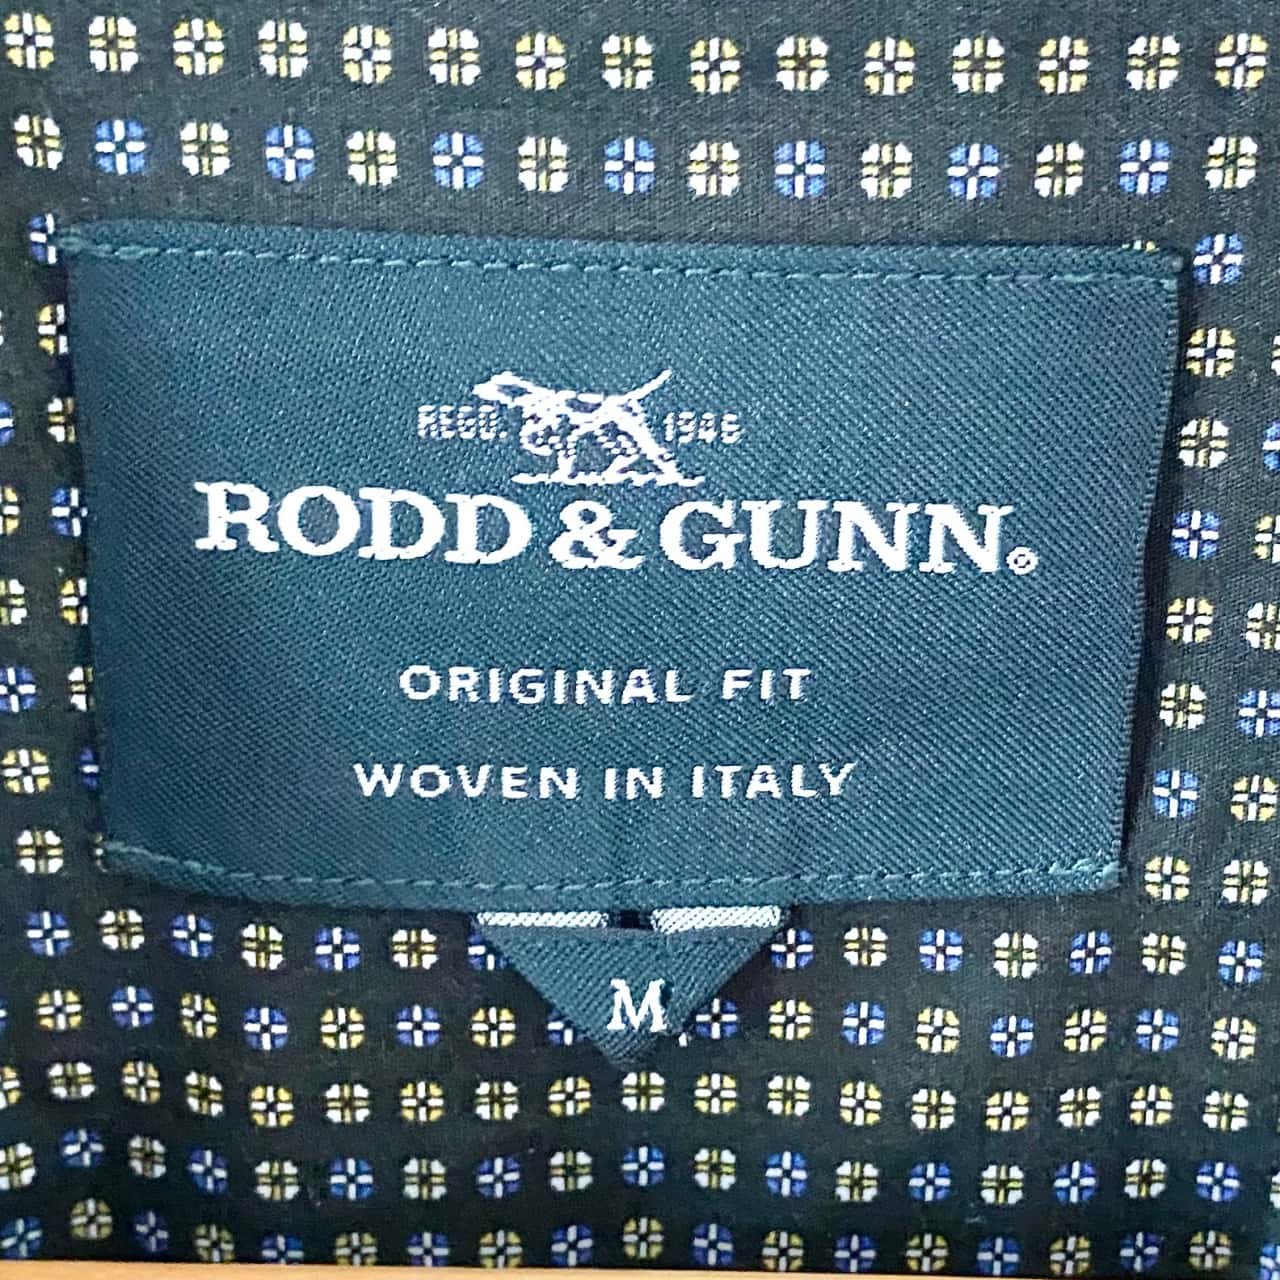 REGD. 1946
RODD & GUNN®
ORIGINAL FIT
WOVEN IN ITALY
M